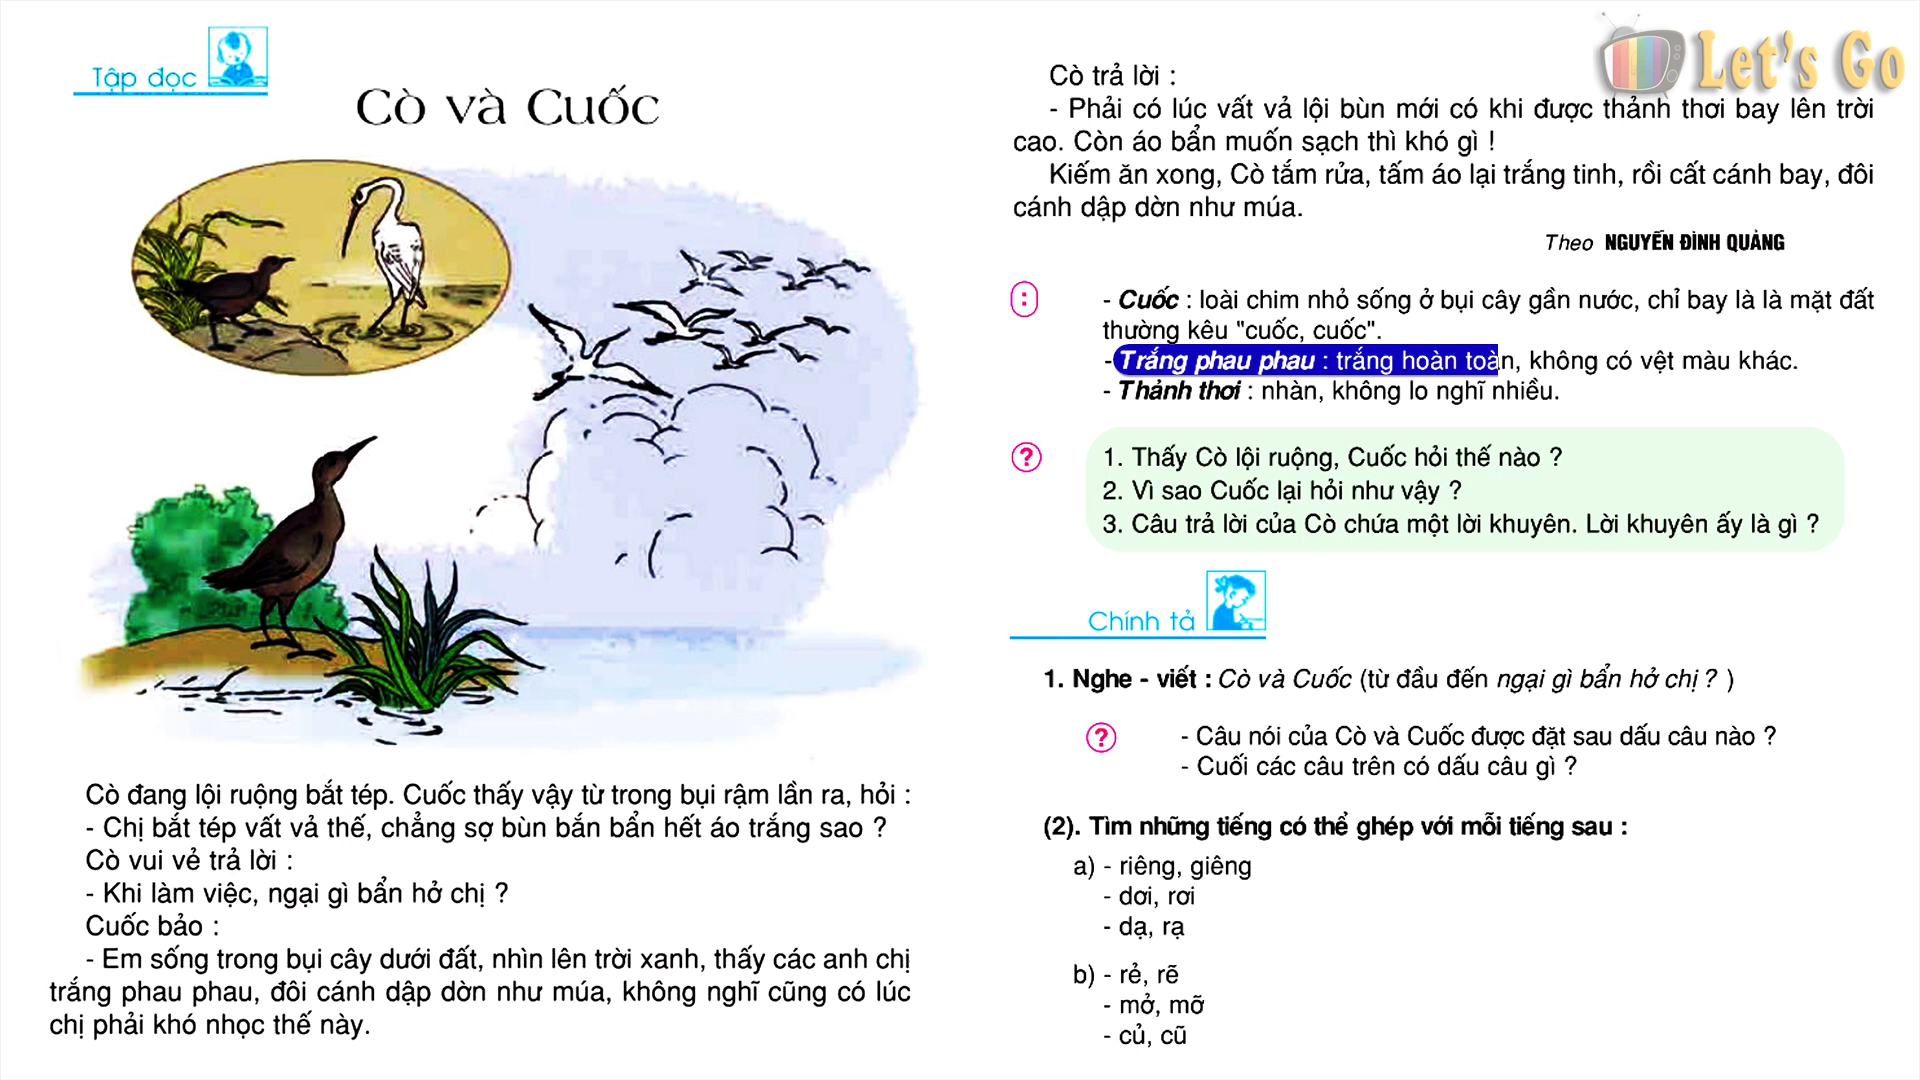 Tập đọc
Cò và Cuốc
Cò đang lội ruộng bắt tép. Cuốc thấy vậy từ trong bụi rậm lần ra, hỏi :
- Chị bắt tép vất vả thế, chẳng sợ bùn bắn bẩn hết áo trắng sao ?
Cò vui vẻ trả lời :
- Khi làm việc, ngại gì bẩn hở chị ?
Cuốc bảo :
- Em sống trong bụi cây dưới đất, nhìn lên trời xanh, thấy các anh chị
trắng phau phau, đôi cánh dập dờn như múa, không nghĩ cũng có lúc
chị phải khó nhọc thế này.
Let's Go
Cò trả lời :
- Phải có lúc vất vả lội bùn mới có khi được thảnh thơi bay lên trời
cao. Còn áo bẩn muốn sạch thì khó gì !
Kiếm ăn xong, Cò tắm rửa, tấm áo lại trắng tinh, rồi cất cánh bay, đôi
cánh dập dờn như múa.
Theo NGUYỄN ĐÌNH QUẢNG
: - Cuốc : loài chim nhỏ sống ở bụi cây gần nước, chỉ bay là là mặt đất
thường kêu "cuốc, cuốc".
- Trắng phau phau : trắng hoàn toàn, không có vệt màu khác.
- Thảnh thơi : nhàn, không lo nghĩ nhiều.
? 1. Thấy Cò lội ruộng, Cuốc hỏi thế nào ?
2. Vì sao Cuốc lại hỏi như vậy ?
3. Câu trả lời của Cò chứa một lời khuyên. Lời khuyên ấy là gì ?
Chính tả
1. Nghe - viết : Cò và Cuốc (từ đầu đến ngại gì bẩn hở chị ? )
? - Câu nói của Cò và Cuốc được đặt sau dấu câu nào ?
- Cuối các câu trên có dấu câu gì ?
(2). Tìm những tiếng có thể ghép với mỗi tiếng sau :
a) - riêng, giêng
- dơi, rơi
- dạ, rạ
b) - rẻ, rẽ
- mở, mỡ
- củ, cũ